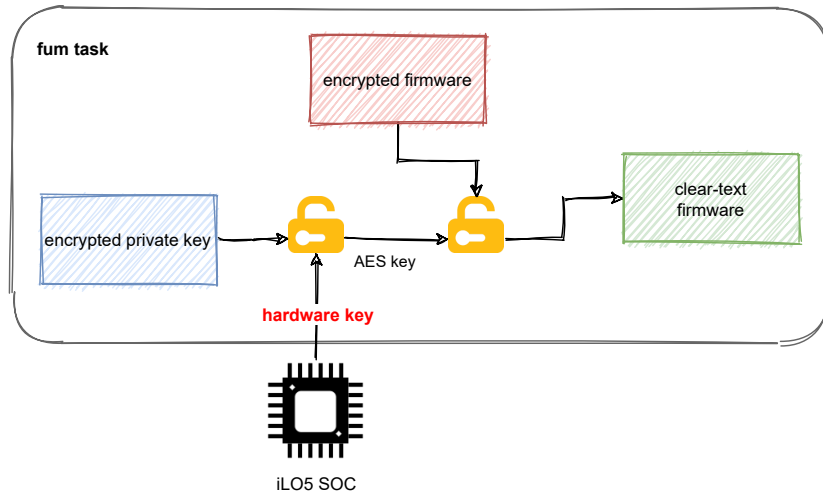 fum task
encrypted firmware
clear-text
firmware
encrypted private key
AES key
hardware key
iLO5 SOC